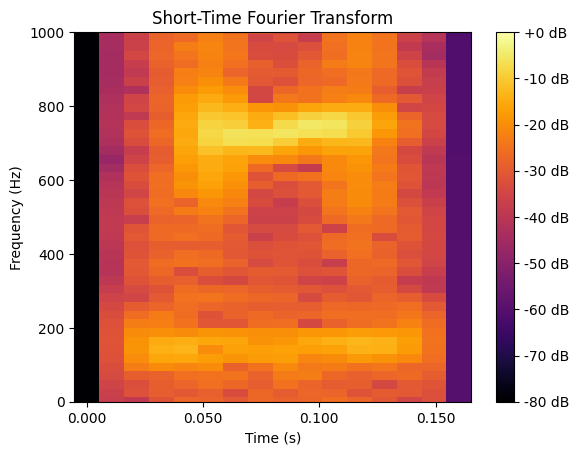 Short-Time Fourier Transform
1000
800
600
400
200
0
Frequency (Hz)
0.000
0.050
0.100
0.150
Time (s)
+0 dB
-10 dB
-20 dB
-30 dB
-40 dB
-50 dB
-60 dB
-70 dB
-80 dB